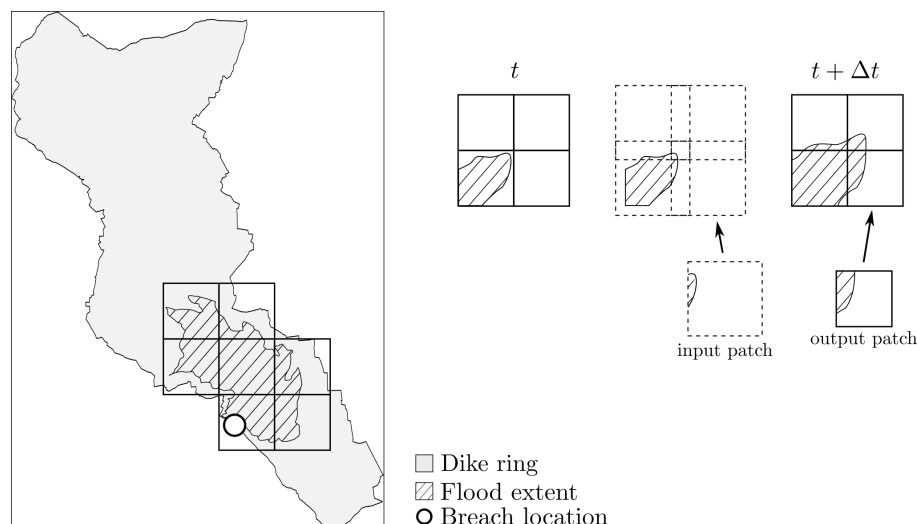 t
t + Δt
input patch
output patch
Dike ring
Flood extent
Breach location